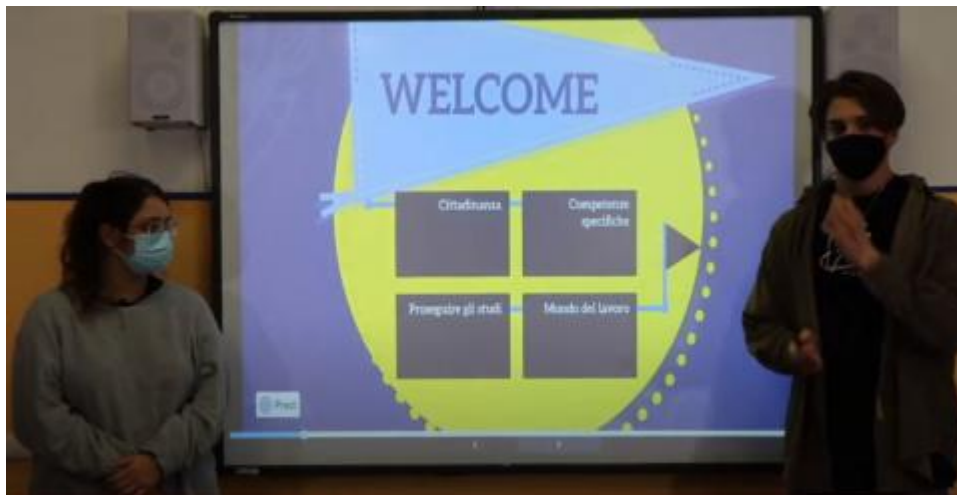 WELCOME
Cittadinanza
Competenze
specifiche
Proseguire gli studi
Mondo del lavoro
Prezi